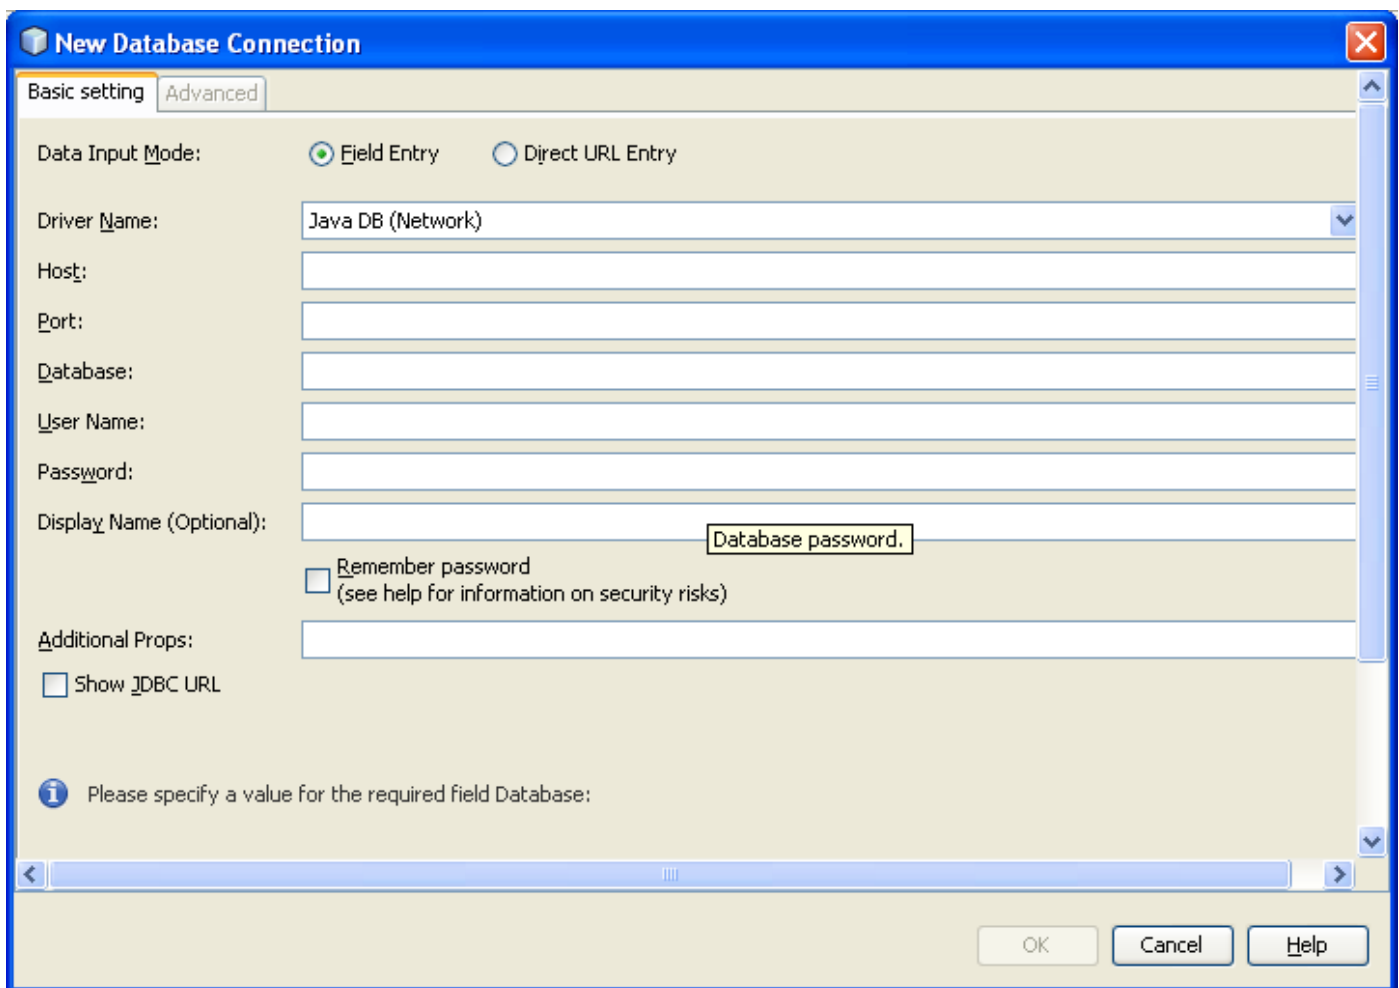 New Database Connection
Basic setting Advanced
Data Input Mode: Field Entry Direct URL Entry
Driver Name: Java DB (Network)
Host:
Port:
Database:
User Name:
Password:
Display Name (Optional):
Database password.
Remember password
(see help for information on security risks)
Additional Props:
Show JDBC URL
Please specify a value for the required field Database:
OK Cancel Help